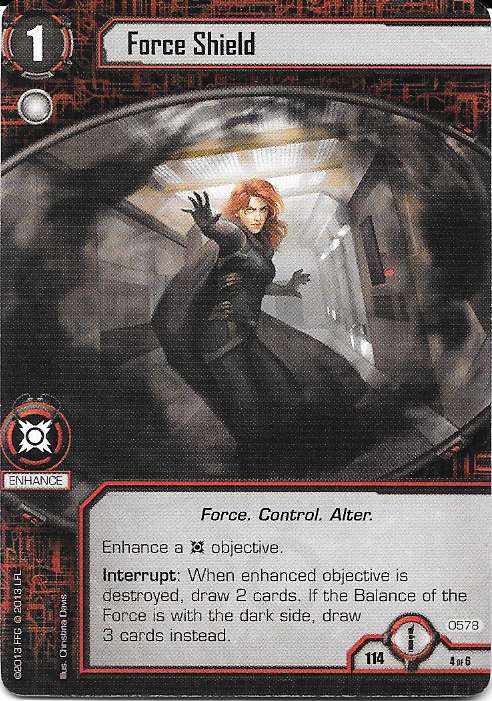 1
Force Shield
ENHANCE
Force. Control. Alter.
Enhance a objective.
Interrupt: When enhanced objective is
destroyed, draw 2 cards. If the Balance of
the Force is with the dark side, draw
3 cards instead.
0578
114
4 OF 6
©2013 FFG © 2013 LFL
Illus. Christina Davis